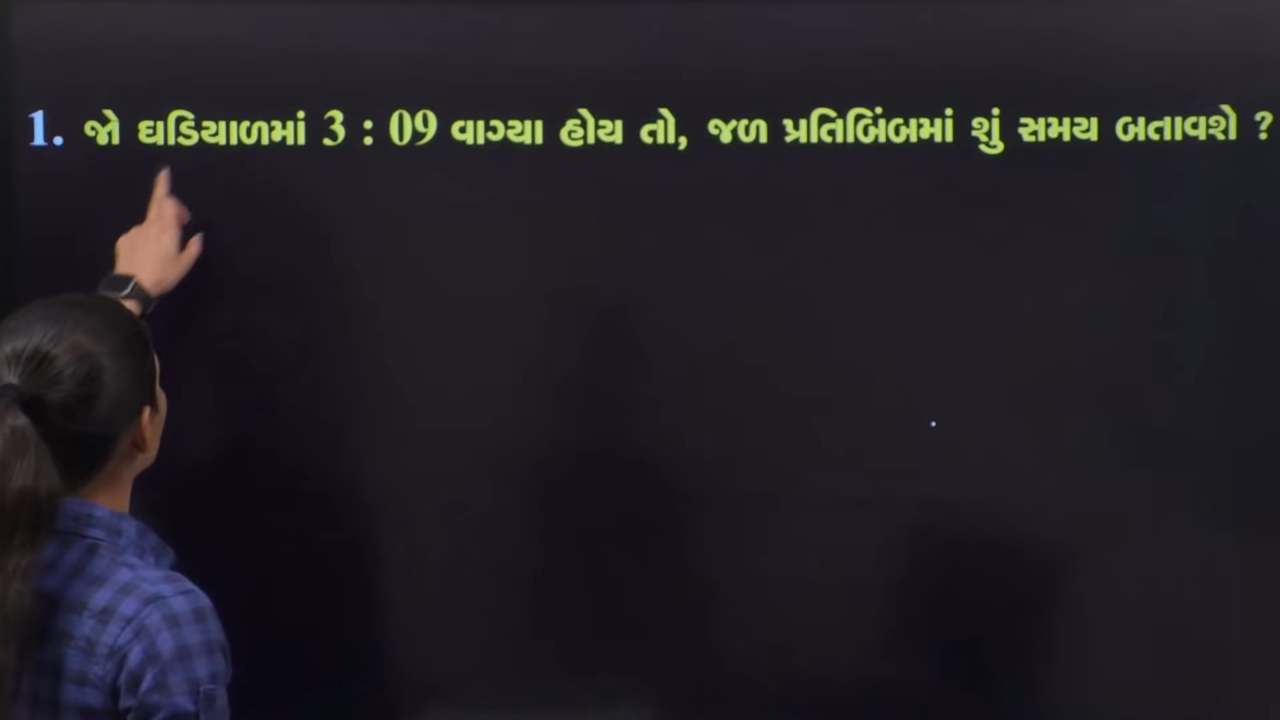 1. જો ઘડિયાળમાં 3 : 09 વાગ્યા હોય તો, જળ પ્રતિબિંબમાં શું સમય બતાવશે ?